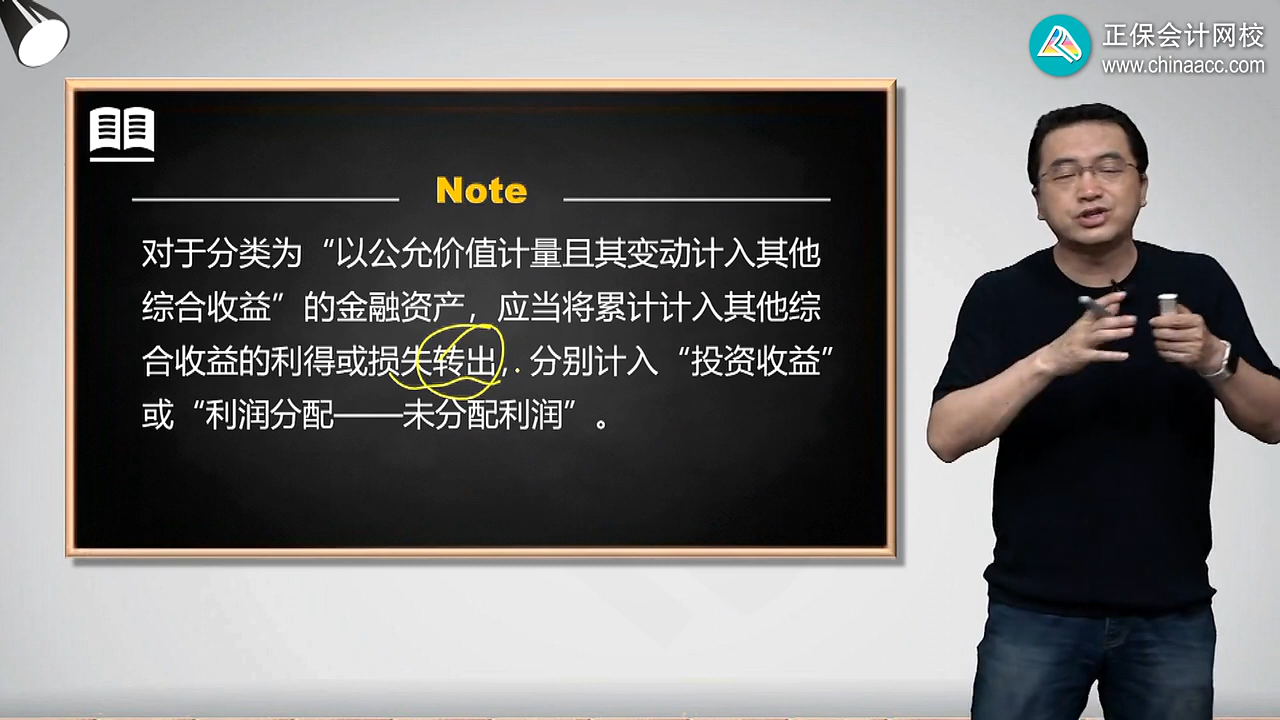 正保会计网校
www.chinaacc.com
Note
对于分类为“以公允价值计量且其变动计入其他
综合收益”的金融资产，应当将累计计入其他综
合收益的利得或损失转出，分别计入“投资收益”
或“利润分配——未分配利润”。